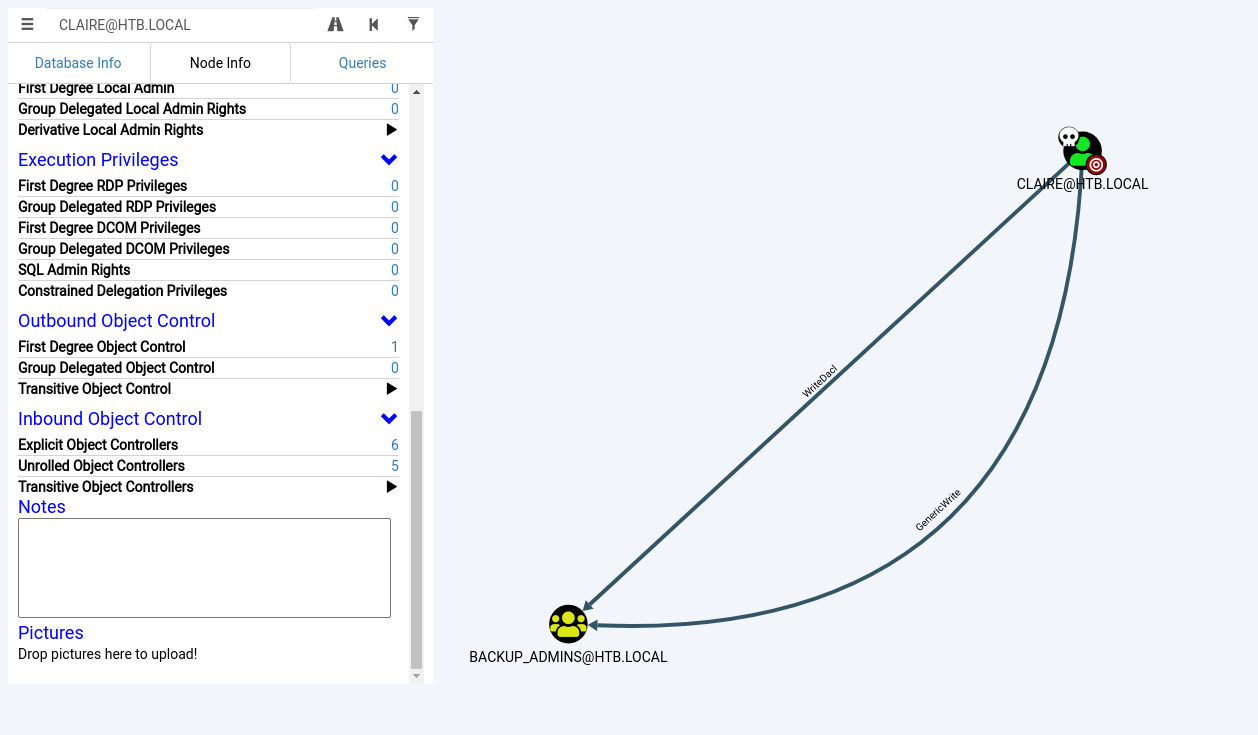 CLAIRE@HTB.LOCAL
Database Info
Node Info
Queries
First Degree Local Admin 0
Group Delegated Local Admin Rights 0
Derivative Local Admin Rights
Execution Privileges
First Degree RDP Privileges 0
Group Delegated RDP Privileges 0
First Degree DCOM Privileges 0
Group Delegated DCOM Privileges 0
SQL Admin Rights 0
Constrained Delegation Privileges 0
Outbound Object Control
First Degree Object Control 1
Group Delegated Object Control 0
Transitive Object Control
Inbound Object Control
Explicit Object Controllers 6
Unrolled Object Controllers 5
Transitive Object Controllers
Notes
Pictures
Drop pictures here to upload!
CLAIRE@HTB.LOCAL
WriteDacl
GenericWrite
BACKUP_ADMINS@HTB.LOCAL